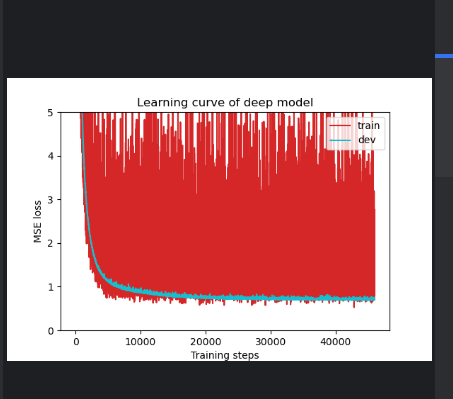 Learning curve of deep model
train
dev
5
4
3
2
1
0
MSE loss
0 10000 20000 30000 40000
Training steps